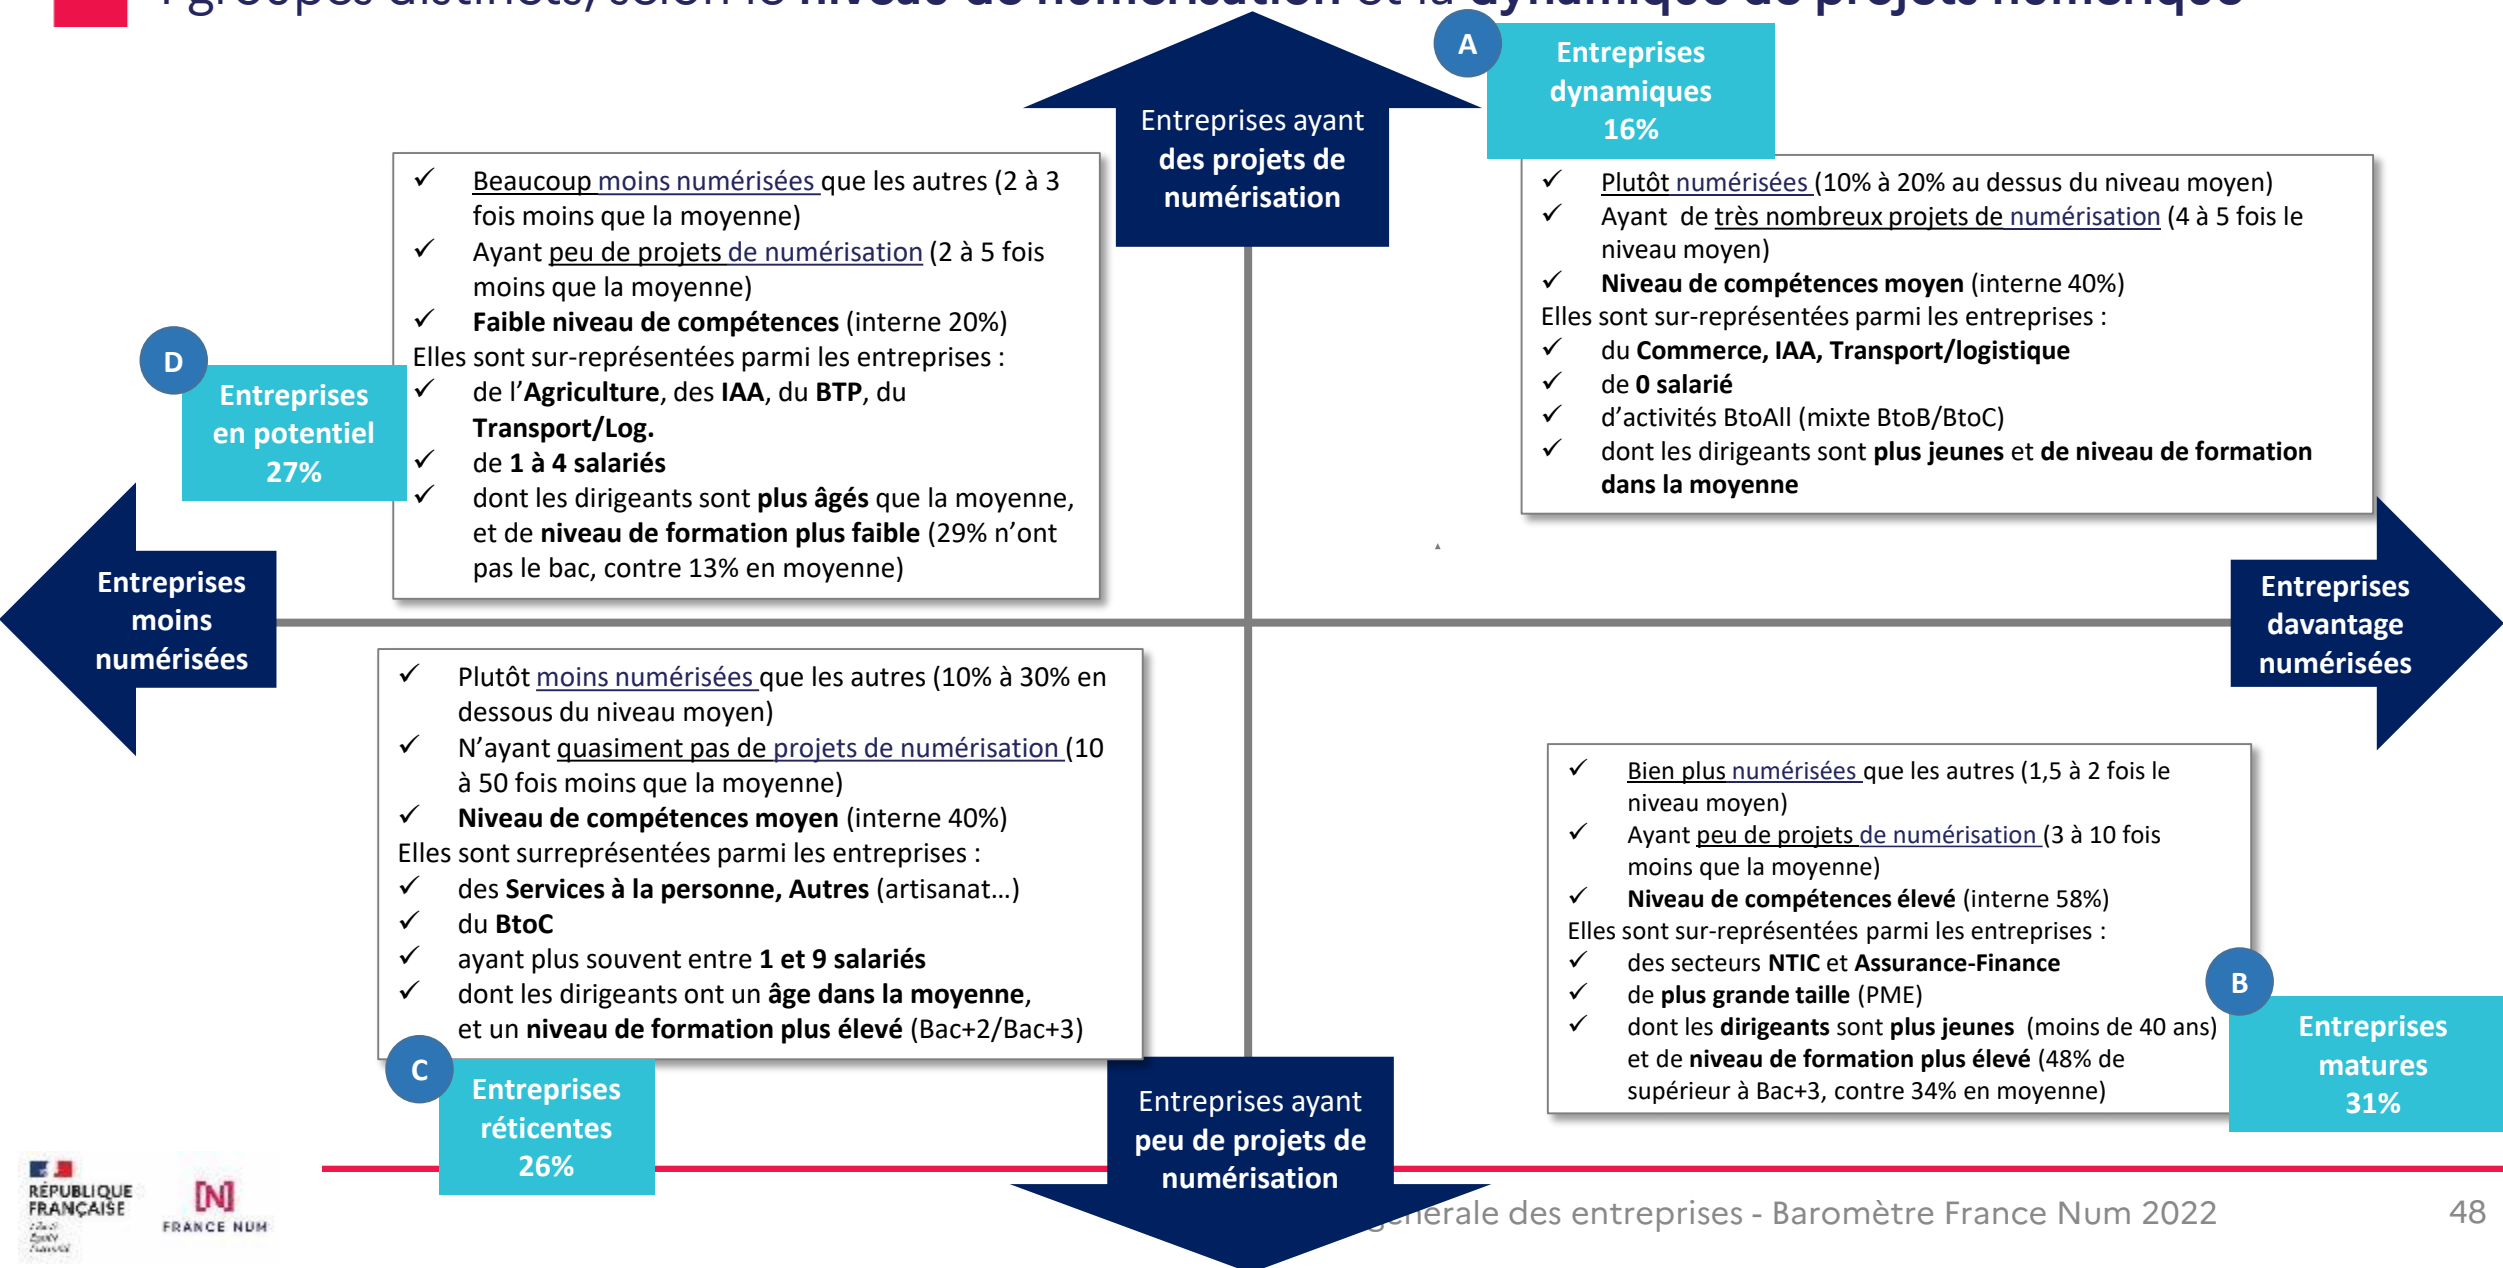 4 groupes distincts, selon le niveau de numérisation et la dynamique de projets numérique
A
Entreprises
dynamiques
16%
Entreprises ayant
des projets de
numérisation
✓ Beaucoup moins numérisées que les autres (2 à 3
fois moins que la moyenne)
✓ Ayant peu de projets de numérisation (2 à 5 fois
moins que la moyenne)
✓ Faible niveau de compétences (interne 20%)
Elles sont sur-représentées parmi les entreprises :
✓ de l’Agriculture, des IAA, du BTP, du
Transport/Log.
✓ de 1 à 4 salariés
✓ dont les dirigeants sont plus âgés que la moyenne,
et de niveau de formation plus faible (29% n’ont
pas le bac, contre 13% en moyenne)
D
Entreprises
en potentiel
27%
✓ Plutôt numérisées (10% à 20% au dessus du niveau moyen)
✓ Ayant de très nombreux projets de numérisation (4 à 5 fois le
niveau moyen)
✓ Niveau de compétences moyen (interne 40%)
Elles sont sur-représentées parmi les entreprises :
✓ du Commerce, IAA, Transport/logistique
✓ de 0 salarié
✓ d’activités BtoAll (mixte BtoB/BtoC)
✓ dont les dirigeants sont plus jeunes et de niveau de formation
dans la moyenne
Entreprises
moins
numérisées
Entreprises
davantage
numérisées
✓ Plutôt moins numérisées que les autres (10% à 30% en
dessous du niveau moyen)
✓ N’ayant quasiment pas de projets de numérisation (10
à 50 fois moins que la moyenne)
✓ Niveau de compétences moyen (interne 40%)
Elles sont surreprésentées parmi les entreprises :
✓ des Services à la personne, Autres (artisanat…)
✓ du BtoC
✓ ayant plus souvent entre 1 et 9 salariés
✓ dont les dirigeants ont un âge dans la moyenne,
et un niveau de formation plus élevé (Bac+2/Bac+3)
C
Entreprises
réticentes
26%
✓ Bien plus numérisées que les autres (1,5 à 2 fois le
niveau moyen)
✓ Ayant peu de projets de numérisation (3 à 10 fois
moins que la moyenne)
✓ Niveau de compétences élevé (interne 58%)
Elles sont sur-représentées parmi les entreprises :
✓ des secteurs NTIC et Assurance-Finance
✓ de plus grande taille (PME)
✓ dont les dirigeants sont plus jeunes (moins de 40 ans)
et de niveau de formation plus élevé (48% de
supérieur à Bac+3, contre 34% en moyenne)
B
Entreprises
matures
31%
Entreprises ayant
peu de projets de
numérisation
RÉPUBLIQUE
FRANÇAISE
[N]
FRANCE NUM
générale des entreprises - Baromètre France Num 2022
48